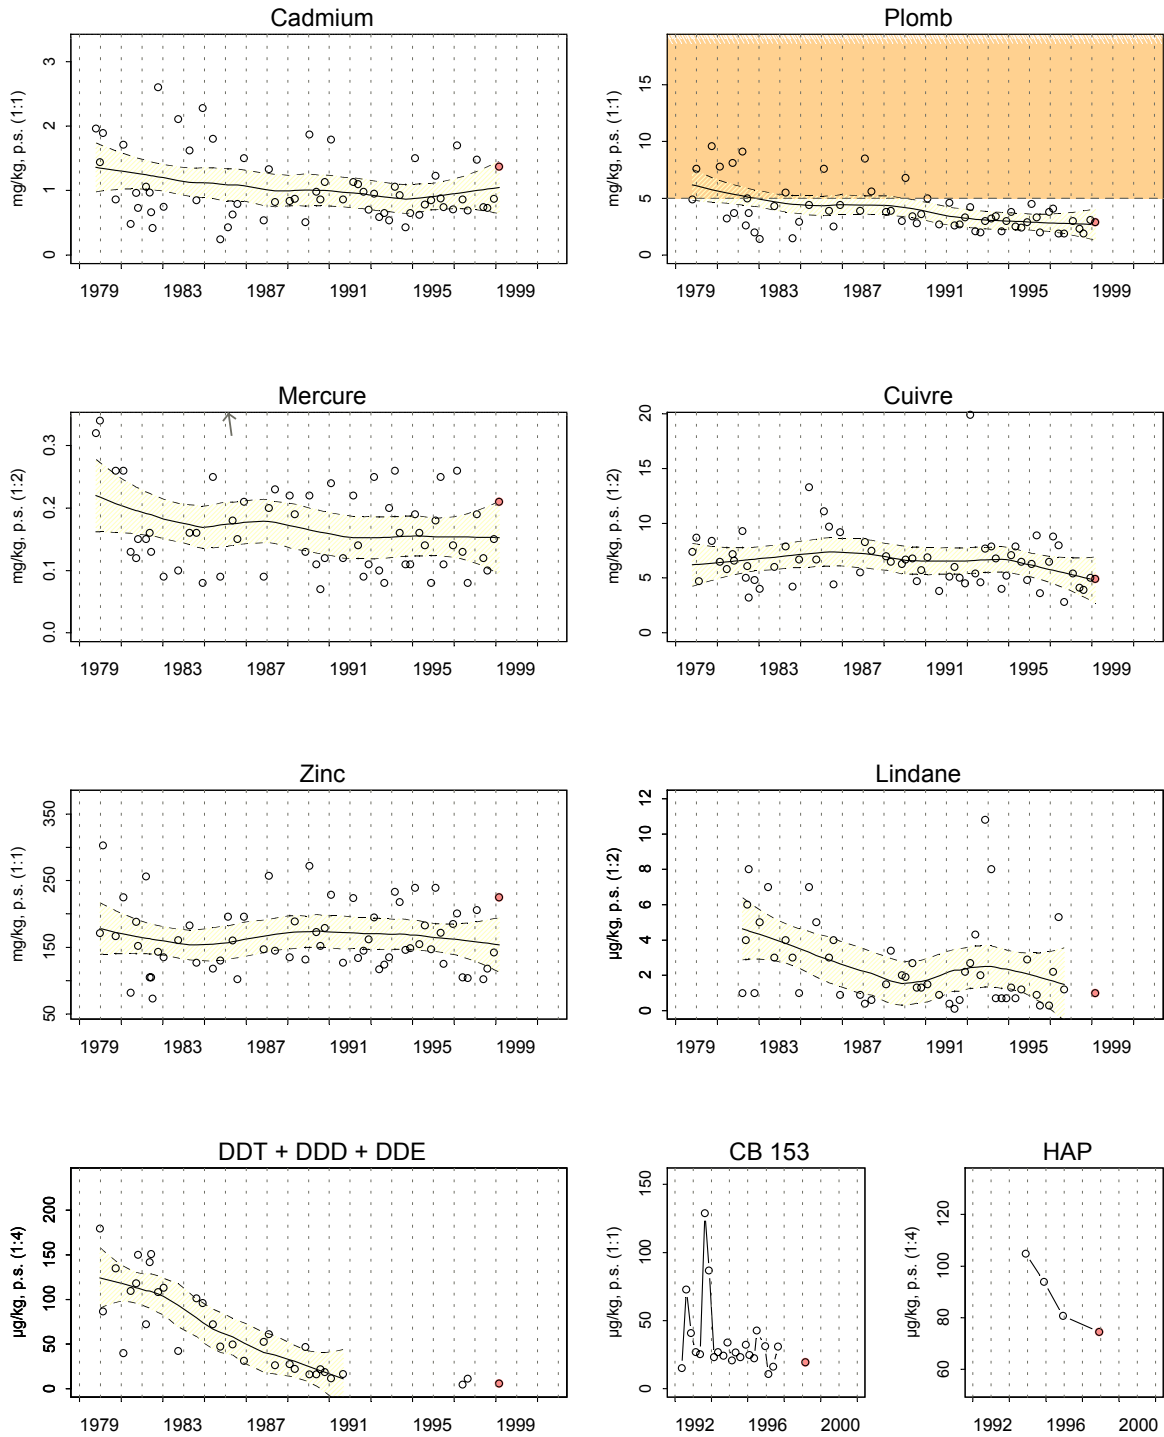 Cadmium
mg/kg, p.s. (1:1)
0 1 2 3
1979 1983 1987 1991 1995 1999
Plomb
mg/kg, p.s. (1:1)
0 5 10 15
1979 1983 1987 1991 1995 1999
Mercure
mg/kg, p.s. (1:2)
0.0 0.1 0.2 0.3
1979 1983 1987 1991 1995 1999
Cuivre
mg/kg, p.s. (1:2)
0 5 10 15 20
1979 1983 1987 1991 1995 1999
Zinc
mg/kg, p.s. (1:1)
50 150 250 350
1979 1983 1987 1991 1995 1999
Lindane
µg/kg, p.s. (1:2)
0 2 4 6 8 10 12
1979 1983 1987 1991 1995 1999
DDT + DDD + DDE
µg/kg, p.s. (1:4)
0 50 100 150 200
1979 1983 1987 1991 1995 1999
CB 153
µg/kg, p.s. (1:1)
0 50 100 150
1992 1996 2000
HAP
µg/kg, p.s. (1:4)
60 80 100 120
1992 1996 2000